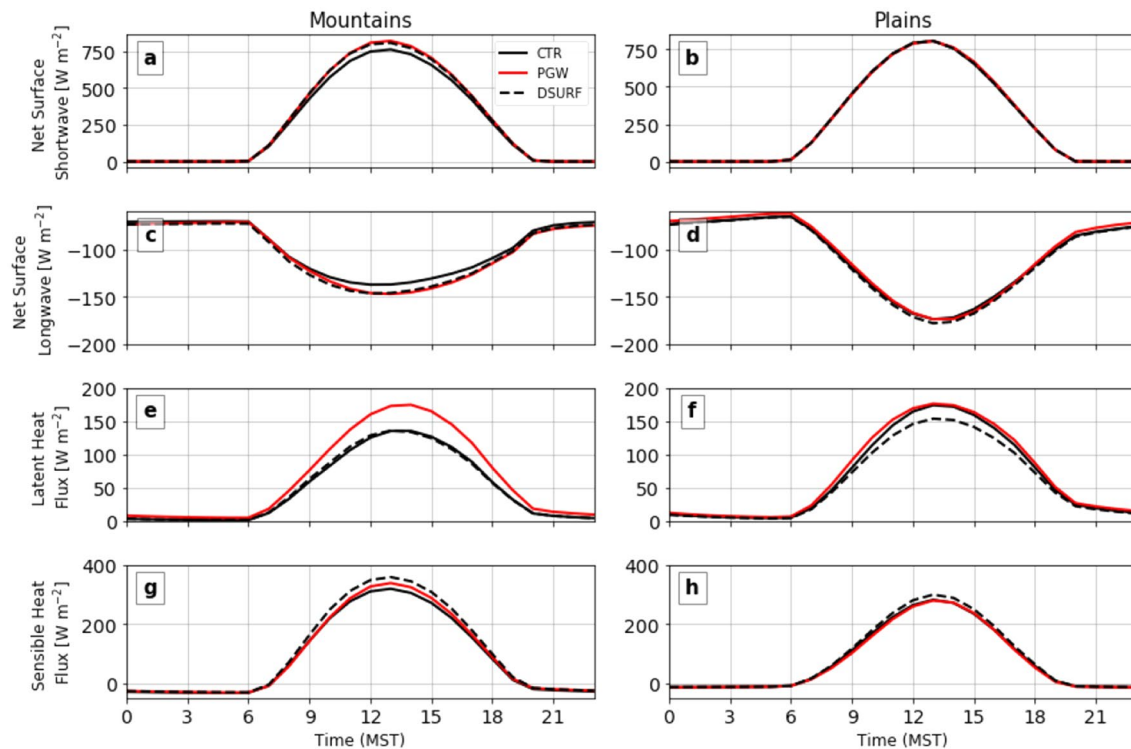 Mountains
Plains
Net Surface
Shortwave [W m⁻²]
750
500
250
0
a
CTR
PGW
DSURF
750
500
250
0
b
Net Surface
Longwave [W m⁻²]
−100
−150
−200
c
−100
−150
−200
d
Latent Heat
Flux [W m⁻²]
200
150
100
50
0
e
200
150
100
50
0
f
Sensible Heat
Flux [W m⁻²]
400
200
0
g
400
200
0
h
0 3 6 9 12 15 18 21
0 3 6 9 12 15 18 21
Time (MST)
Time (MST)